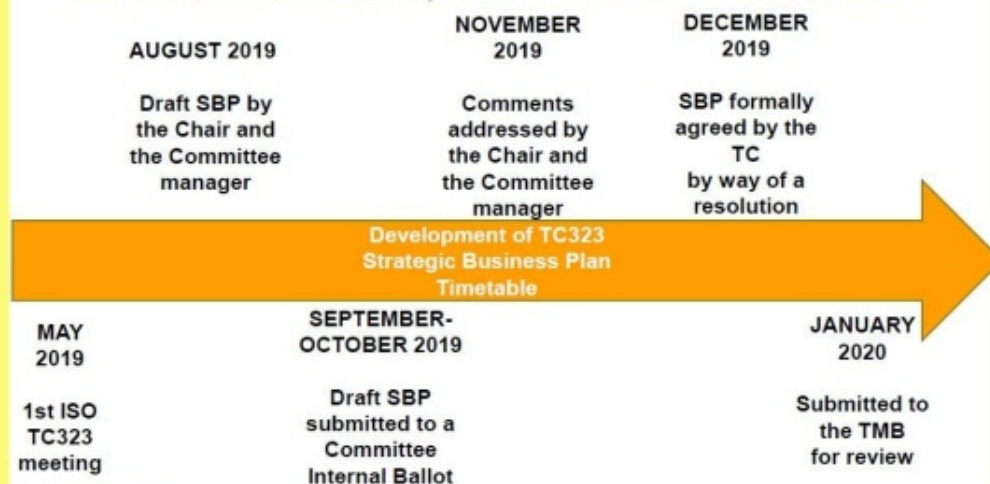 AUGUST 2019
Draft SBP by
the Chair and
the Committee
manager
NOVEMBER
2019
Comments
addressed by
the Chair and
the Committee
manager
DECEMBER
2019
SBP formally
agreed by the
TC
by way of a
resolution
Development of TC323
Strategic Business Plan
Timetable
MAY
2019
1st ISO
TC323
meeting
SEPTEMBER-
OCTOBER 2019
Draft SBP
submitted to a
Committee
Internal Ballot
JANUARY
2020
Submitted to
the TMB
for review